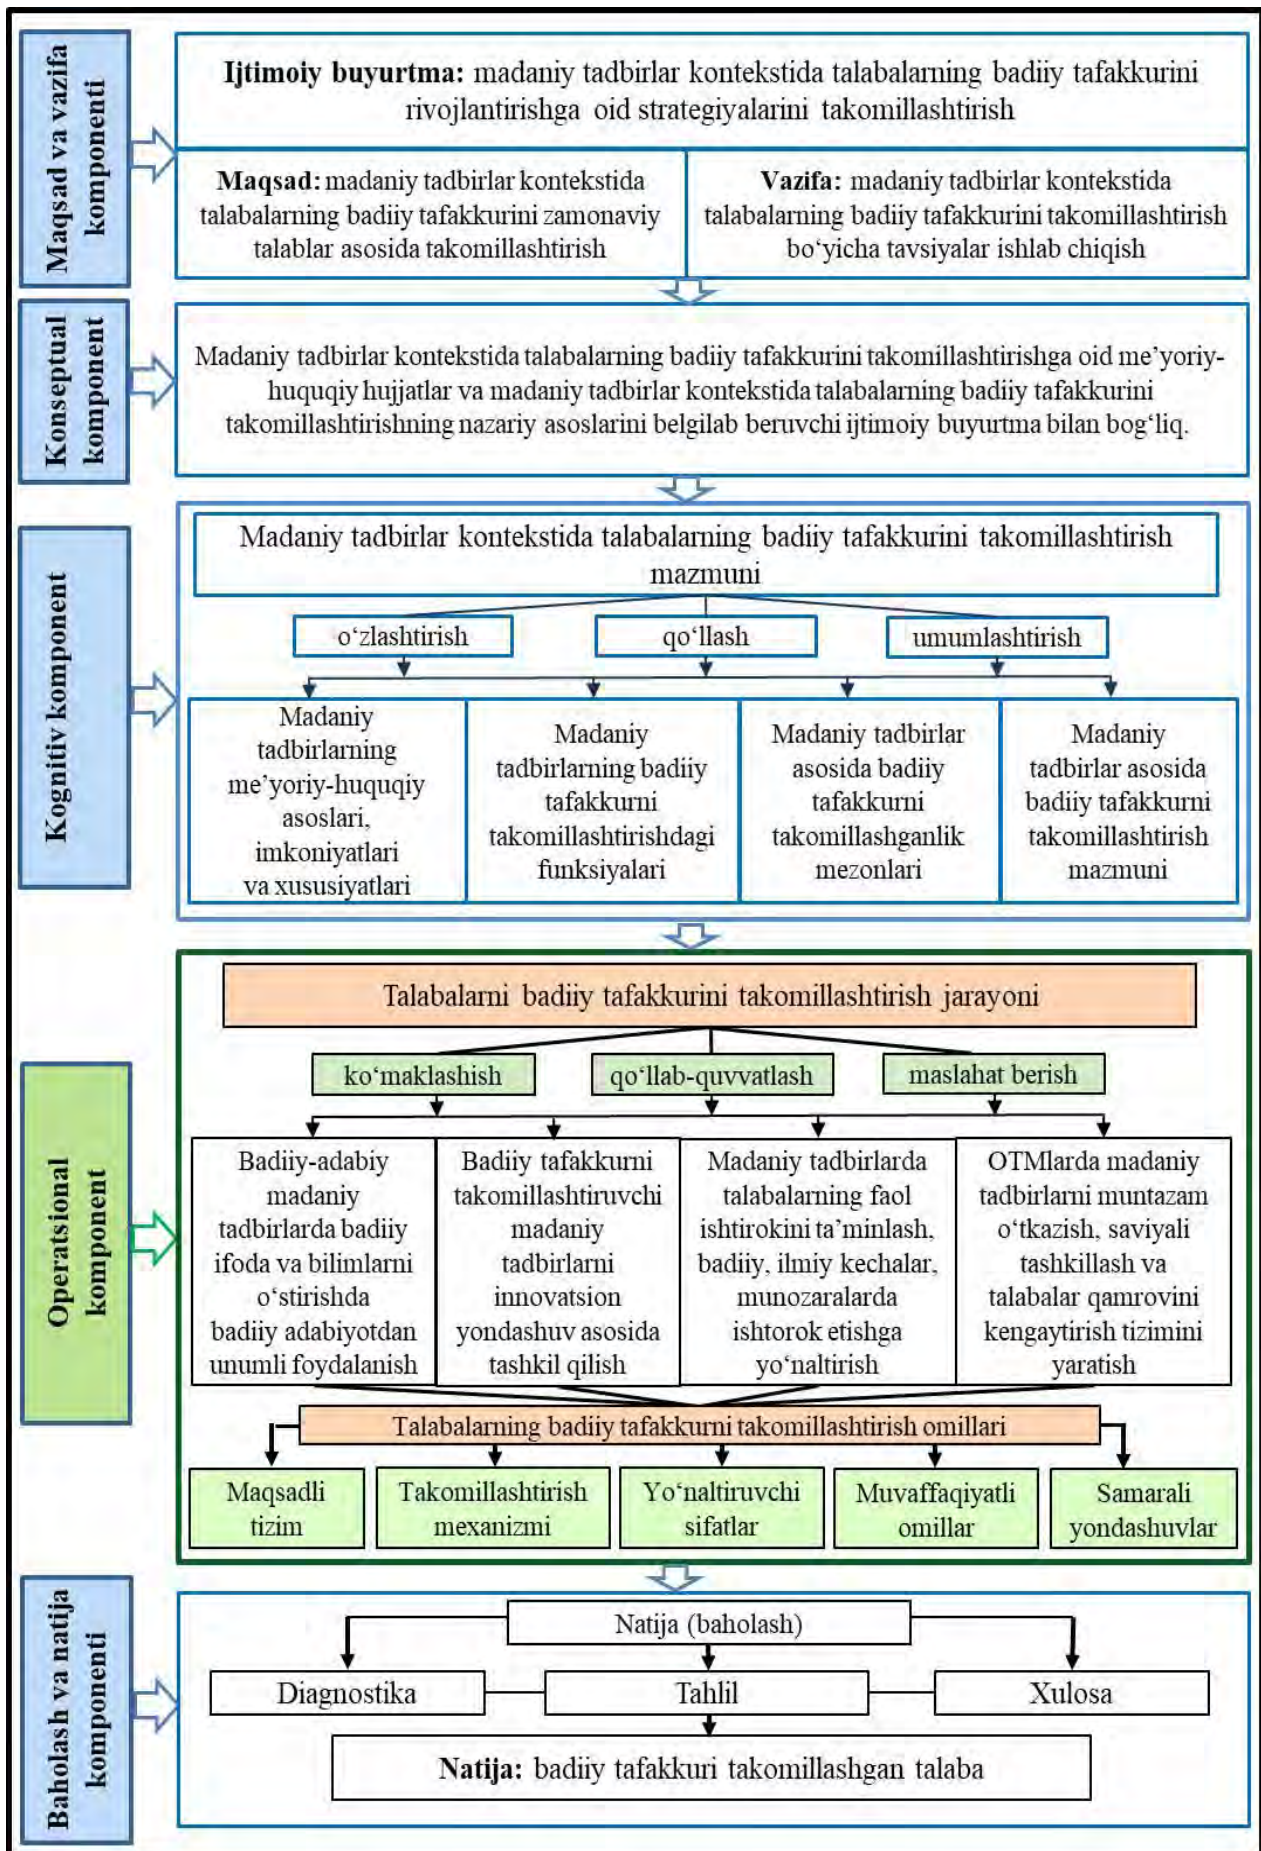 Maqsad va vazifa
komponenti
Ijtimoiy buyurtma: madaniy tadbirlar kontekstida talabalarning badiiy tafakkurini
rivojlantirishga oid strategiyalarini takomillashtirish
Maqsad: madaniy tadbirlar kontekstida
talabalarning badiiy tafakkurini zamonaviy
talablar asosida takomillashtirish
Vazifa: madaniy tadbirlar kontekstida
talabalarning badiiy tafakkurini takomillashtirish
bo‘yicha tavsiyalar ishlab chiqish
Konseptual
komponent
Madaniy tadbirlar kontekstida talabalarning badiiy tafakkurini takomillashtirishga oid me’yoriy-
huquqiy hujjatlar va madaniy tadbirlar kontekstida talabalarning badiiy tafakkurini
takomillashtirishning nazariy asoslarini belgilab beruvchi ijtimoiy buyurtma bilan bog‘liq.
Kognitiv komponent
Madaniy tadbirlar kontekstida talabalarning badiiy tafakkurini takomillashtirish
mazmuni
o‘zlashtirish
qo‘llash
umumlashtirish
Madaniy
tadbirlarning
me’yoriy-huquqiy
asoslari,
imkoniyatlari
va xususiyatlari
Madaniy
tadbirlarning badiiy
tafakkurni
takomillashtirishdagi
funksiyalari
Madaniy tadbirlar
asosida badiiy
tafakkurni
takomillashganlik
mezonlari
Madaniy
tadbirlar asosida
badiiy tafakkurni
takomillashtirish
mazmuni
Operatsional
komponent
Talabalarni badiiy tafakkurini takomillashtirish jarayoni
ko‘maklashish
qo‘llab-quvvatlash
maslahat berish
Badiiy-adabiy
madaniy
tadbirlarda badiiy
ifoda va bilimlarni
o‘stirishda
badiiy adabiyotdan
unumli foydalanish
Badiiy tafakkurni
takomillashtiruvchi
madaniy
tadbirlarni
innovatsion
yondashuv asosida
tashkil qilish
Madaniy tadbirlarda
talabalarning faol
ishtirokini ta’minlash,
badiiy, ilmiy kechalar,
munozaralarda
ishtorok etishga
yo‘naltirish
OTMlarda madaniy
tadbirlarni muntazam
o‘tkazish, saviyali
tashkillash va
talabalar qamrovini
kengaytirish tizimini
yaratish
Talabalarning badiiy tafakkurni takomillashtirish omillari
Maqsadli
tizim
Takomillashtirish
mexanizmi
Yo‘naltiruvchi
sifatlar
Muvaffaqiyatli
omillar
Samarali
yondashuvlar
Baholash va natija
komponenti
Natija (baholash)
Diagnostika
Tahlil
Xulosa
Natija: badiiy tafakkuri takomillashgan talaba